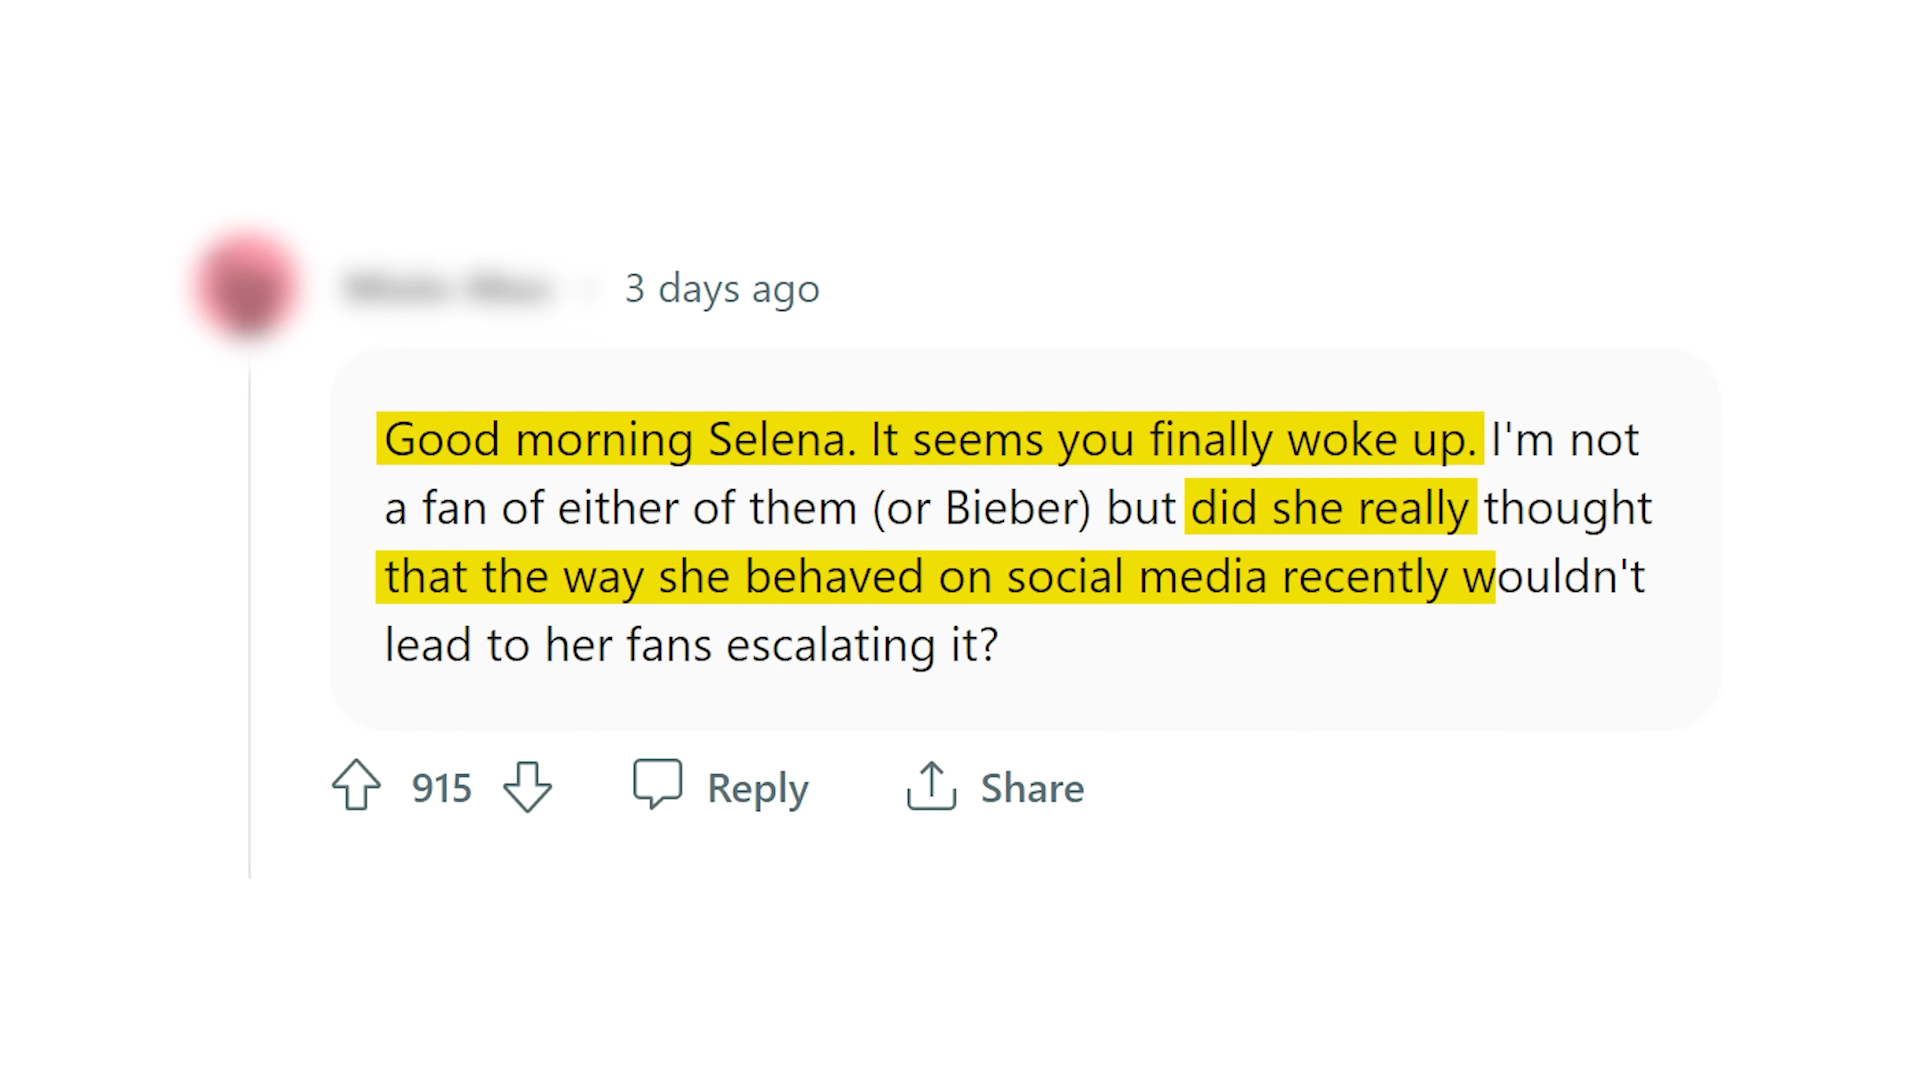 3 days ago
Good morning Selena. It seems you finally woke up. I'm not
a fan of either of them (or Bieber) but did she really thought
that the way she behaved on social media recently wouldn't
lead to her fans escalating it?
915
Reply
Share